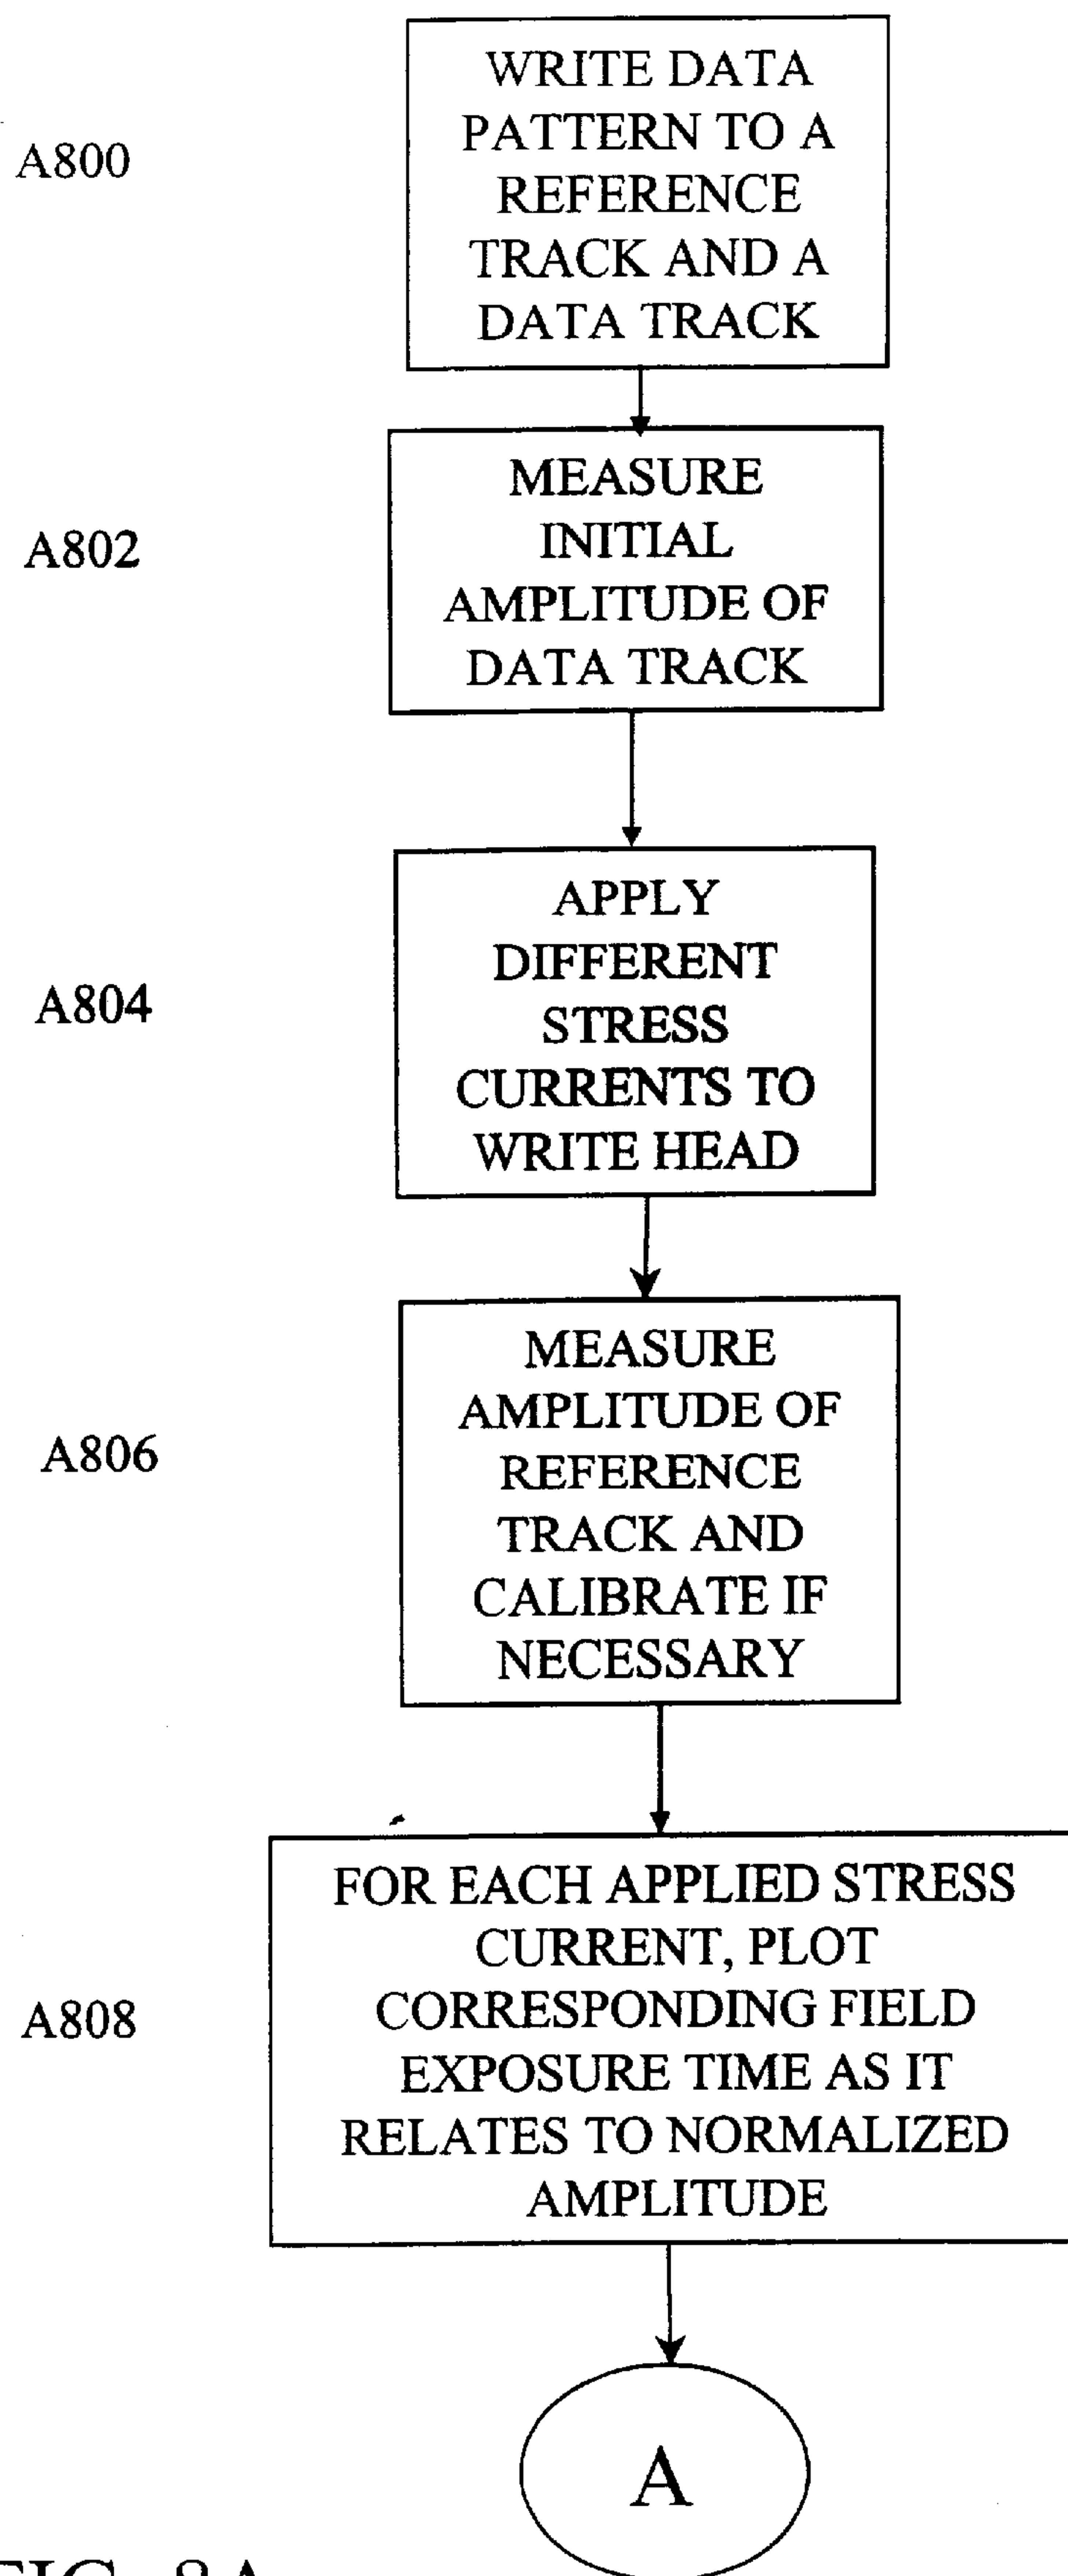 A800
WRITE DATA
PATTERN TO A
REFERENCE
TRACK AND A
DATA TRACK
A802
MEASURE
INITIAL
AMPLITUDE OF
DATA TRACK
A804
APPLY
DIFFERENT
STRESS
CURRENTS TO
WRITE HEAD
A806
MEASURE
AMPLITUDE OF
REFERENCE
TRACK AND
CALIBRATE IF
NECESSARY
A808
FOR EACH APPLIED STRESS
CURRENT, PLOT
CORRESPONDING FIELD
EXPOSURE TIME AS IT
RELATES TO NORMALIZED
AMPLITUDE
A
FIG. 8A